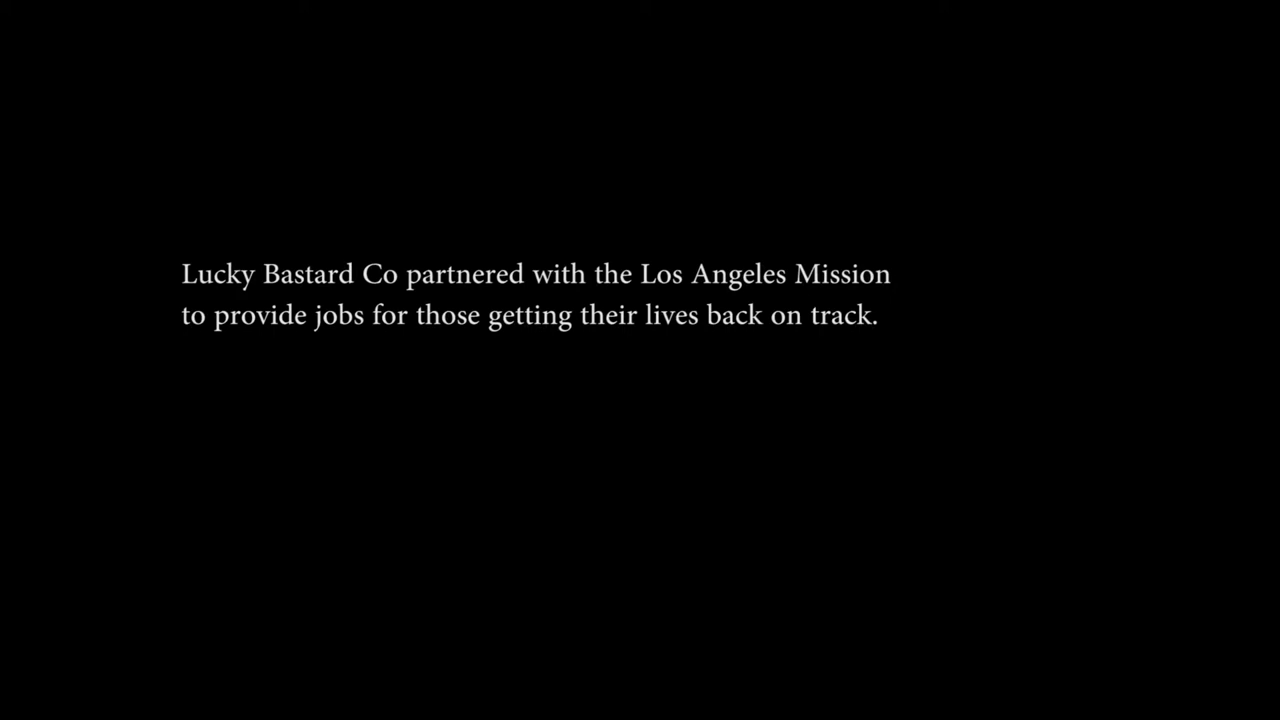 Lucky Bastard Co partnered with the Los Angeles Mission
to provide jobs for those getting their lives back on track.